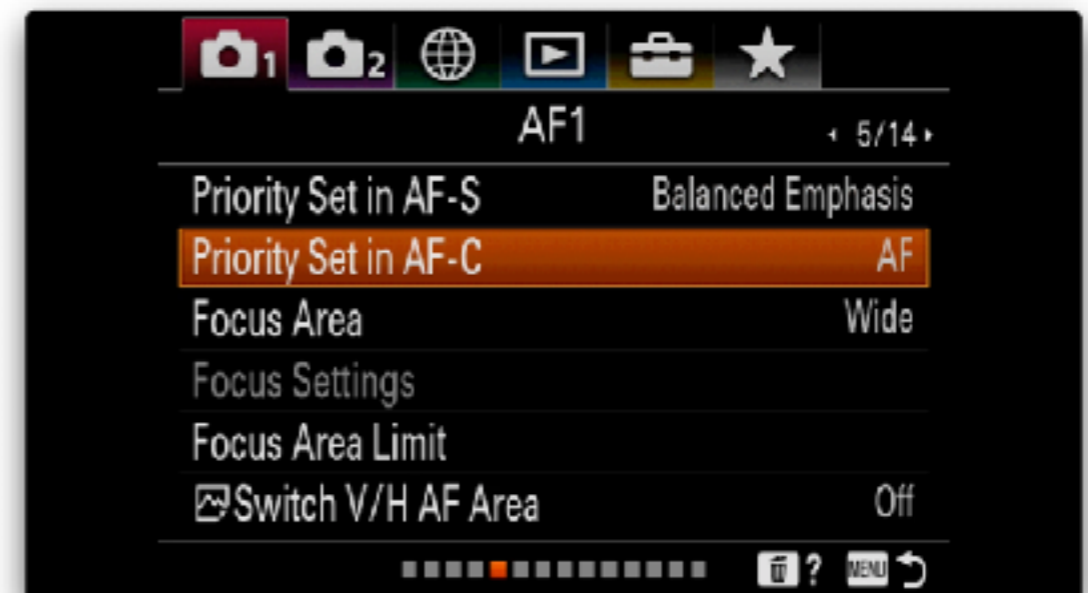 1 2
AF1 5/14
Priority Set in AF-S Balanced Emphasis
Priority Set in AF-C AF
Focus Area Wide
Focus Settings
Focus Area Limit
Switch V/H AF Area Off
? MENU